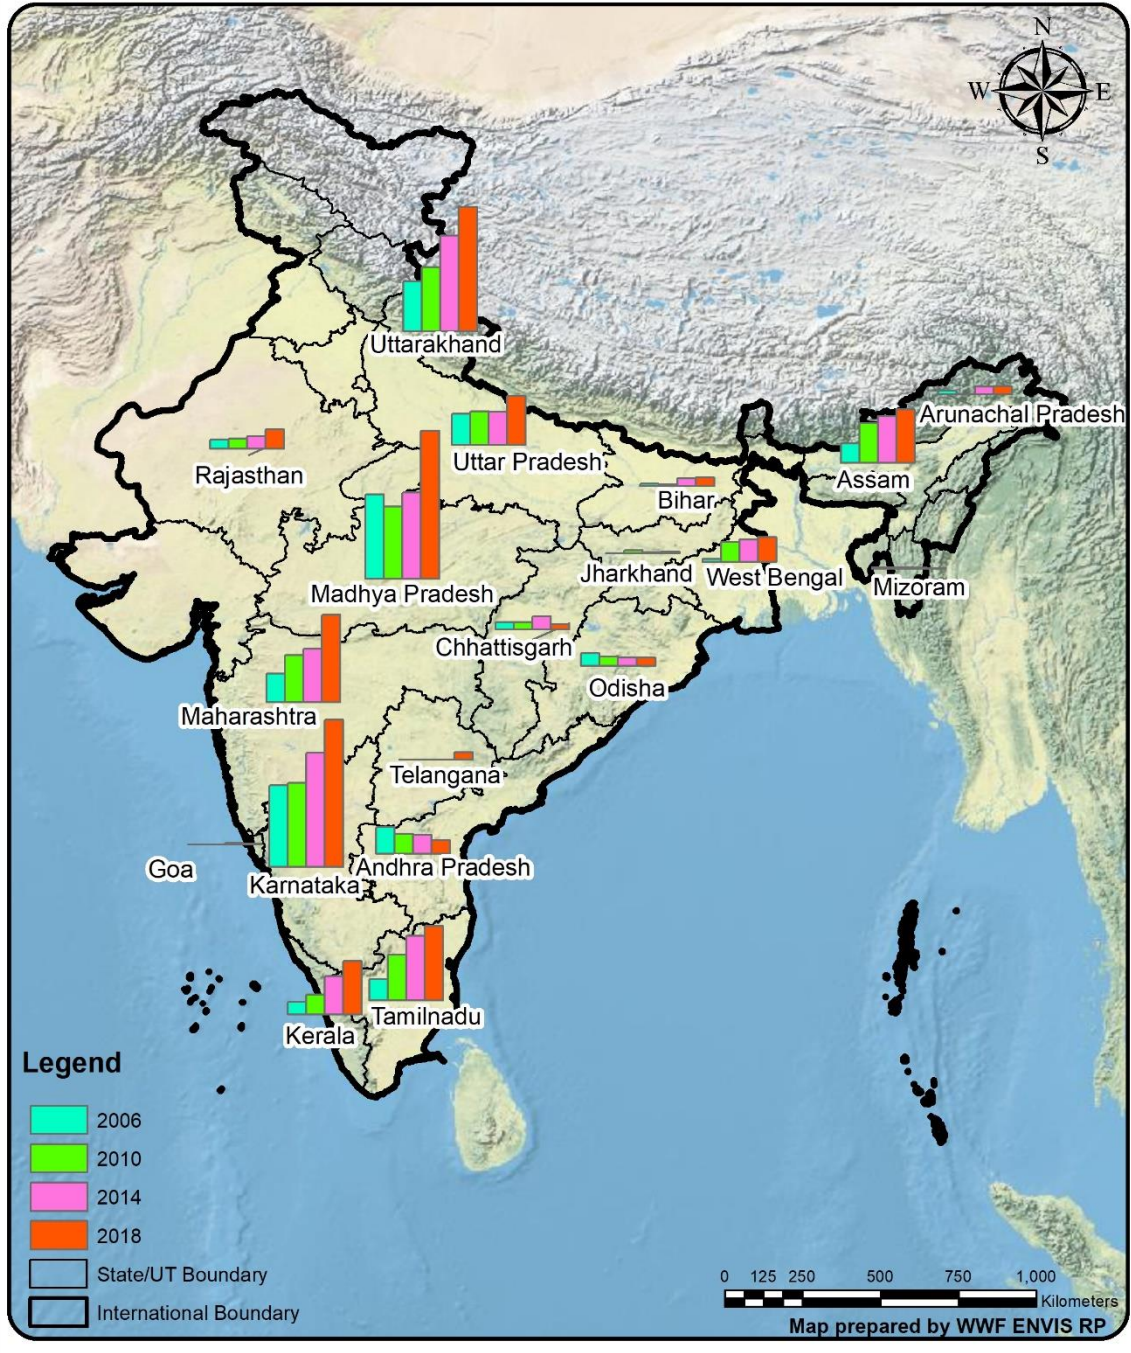 N
W E
S
Uttarakhand
Arunachal Pradesh
Rajasthan
Uttar Pradesh
Assam
Bihar
Madhya Pradesh
Jharkhand
West Bengal
Mizoram
Chhattisgarh
Odisha
Maharashtra
Telangana
Goa
Karnataka
Andhra Pradesh
Kerala
Tamilnadu
Legend
2006
2010
2014
2018
State/UT Boundary
International Boundary
0 125 250 500 750 1,000
Kilometers
Map prepared by WWF ENVIS RP